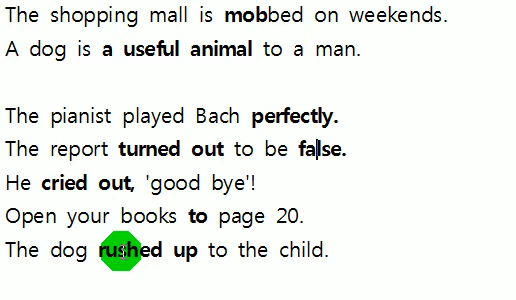 The shopping mall is mobbed on weekends.
A dog is a useful animal to a man.
The pianist played Bach perfectly.
The report turned out to be false.
He cried out, 'good bye'!
Open your books to page 20.
The dog rushed up to the child.